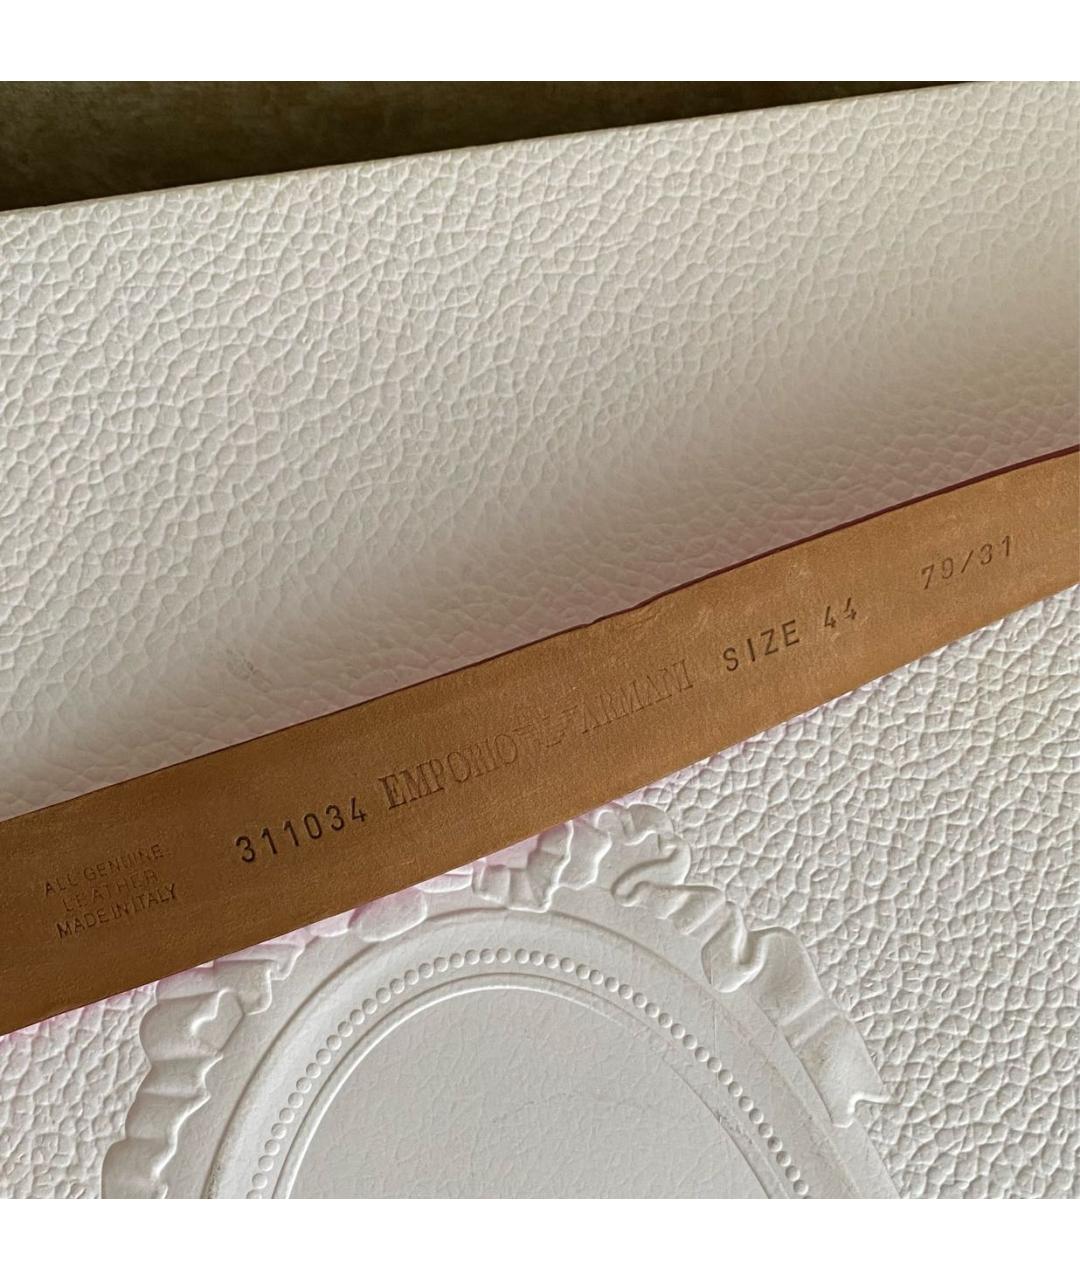 ALL GENUINE
LEATHER
MADE IN ITALY
311034 EMPORIO ARMANI SIZE 44 79/31